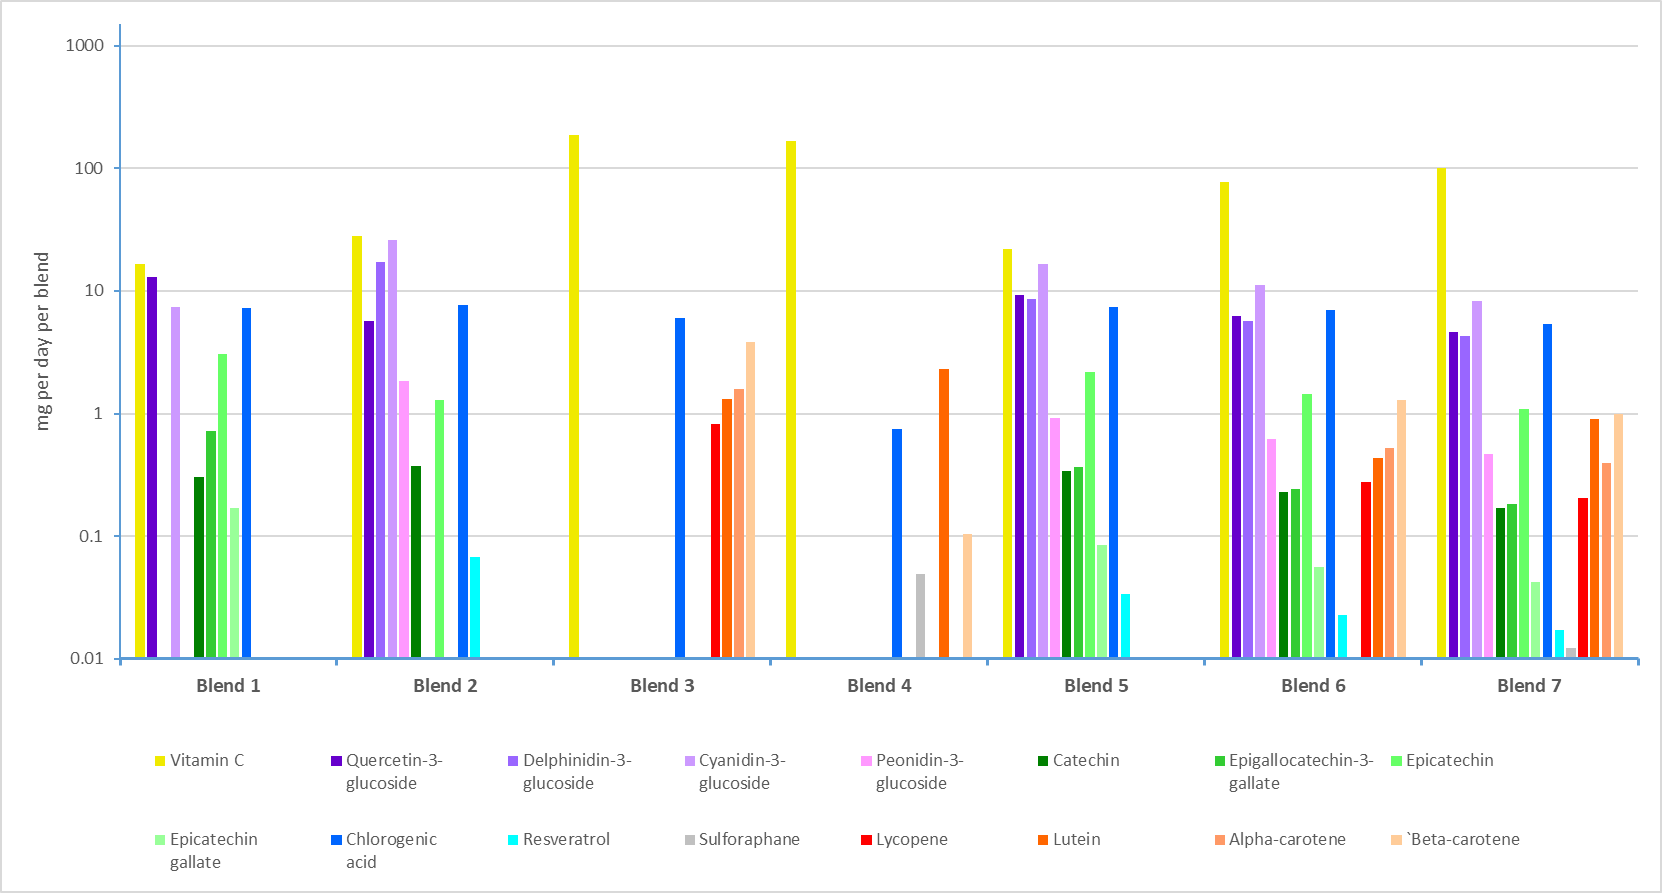 1000
100
10
1
0.1
0.01
mg per day per blend
Blend 1
Blend 2
Blend 3
Blend 4
Blend 5
Blend 6
Blend 7
Vitamin C
Quercetin-3-
glucoside
Delphinidin-3-
glucoside
Cyanidin-3-
glucoside
Peonidin-3-
glucoside
Catechin
Epigallocatechin-3-
gallate
Epicatechin
Epicatechin
gallate
Chlorogenic
acid
Resveratrol
Sulforaphane
Lycopene
Lutein
Alpha-carotene
`Beta-carotene